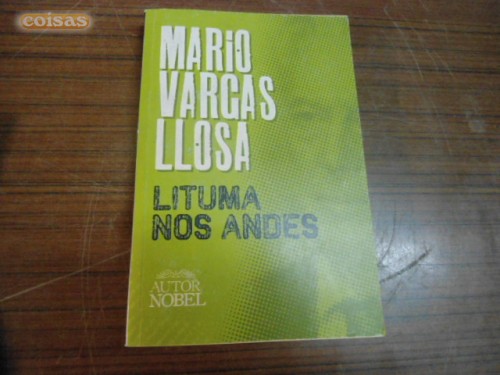 coisas
MARiO
VARGAS
LLOSA
LITUMA
NOS ANDES
AUTOR
NOBEL